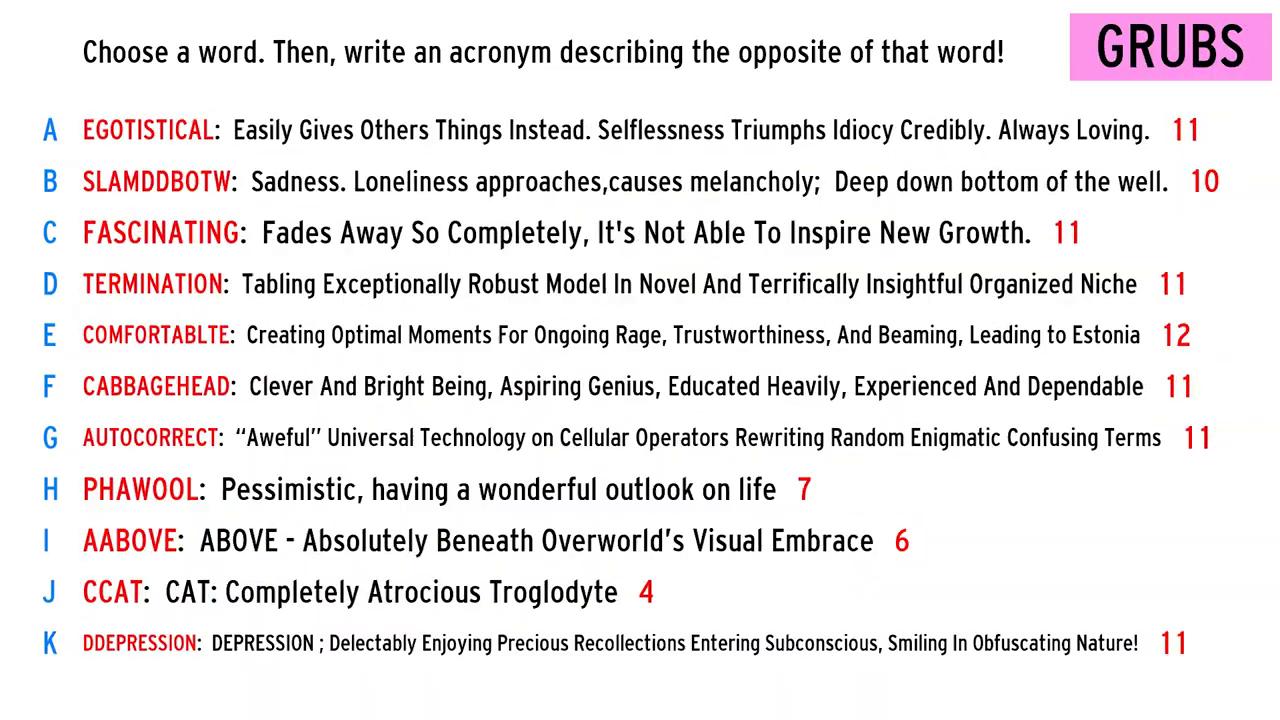 Choose a word. Then, write an acronym describing the opposite of that word!
GRUBS
A EGOTISTICAL: Easily Gives Others Things Instead. Selflessness Triumphs Idiocy Credibly. Always Loving. 11
B SLAMDDBOTW: Sadness. Loneliness approaches,causes melancholy; Deep down bottom of the well. 10
C FASCINATING: Fades Away So Completely, It's Not Able To Inspire New Growth. 11
D TERMINATION: Tabling Exceptionally Robust Model In Novel And Terrifically Insightful Organized Niche 11
E COMFORTABLTE: Creating Optimal Moments For Ongoing Rage, Trustworthiness, And Beaming, Leading to Estonia 12
F CABBAGEHEAD: Clever And Bright Being, Aspiring Genius, Educated Heavily, Experienced And Dependable 11
G AUTOCORRECT: “Aweful” Universal Technology on Cellular Operators Rewriting Random Enigmatic Confusing Terms 11
H PHAWOOL: Pessimistic, having a wonderful outlook on life 7
I AABOVE: ABOVE - Absolutely Beneath Overworld’s Visual Embrace 6
J CCAT: CAT: Completely Atrocious Troglodyte 4
K DDEPRESSION: DEPRESSION ; Delectably Enjoying Precious Recollections Entering Subconscious, Smiling In Obfuscating Nature! 11